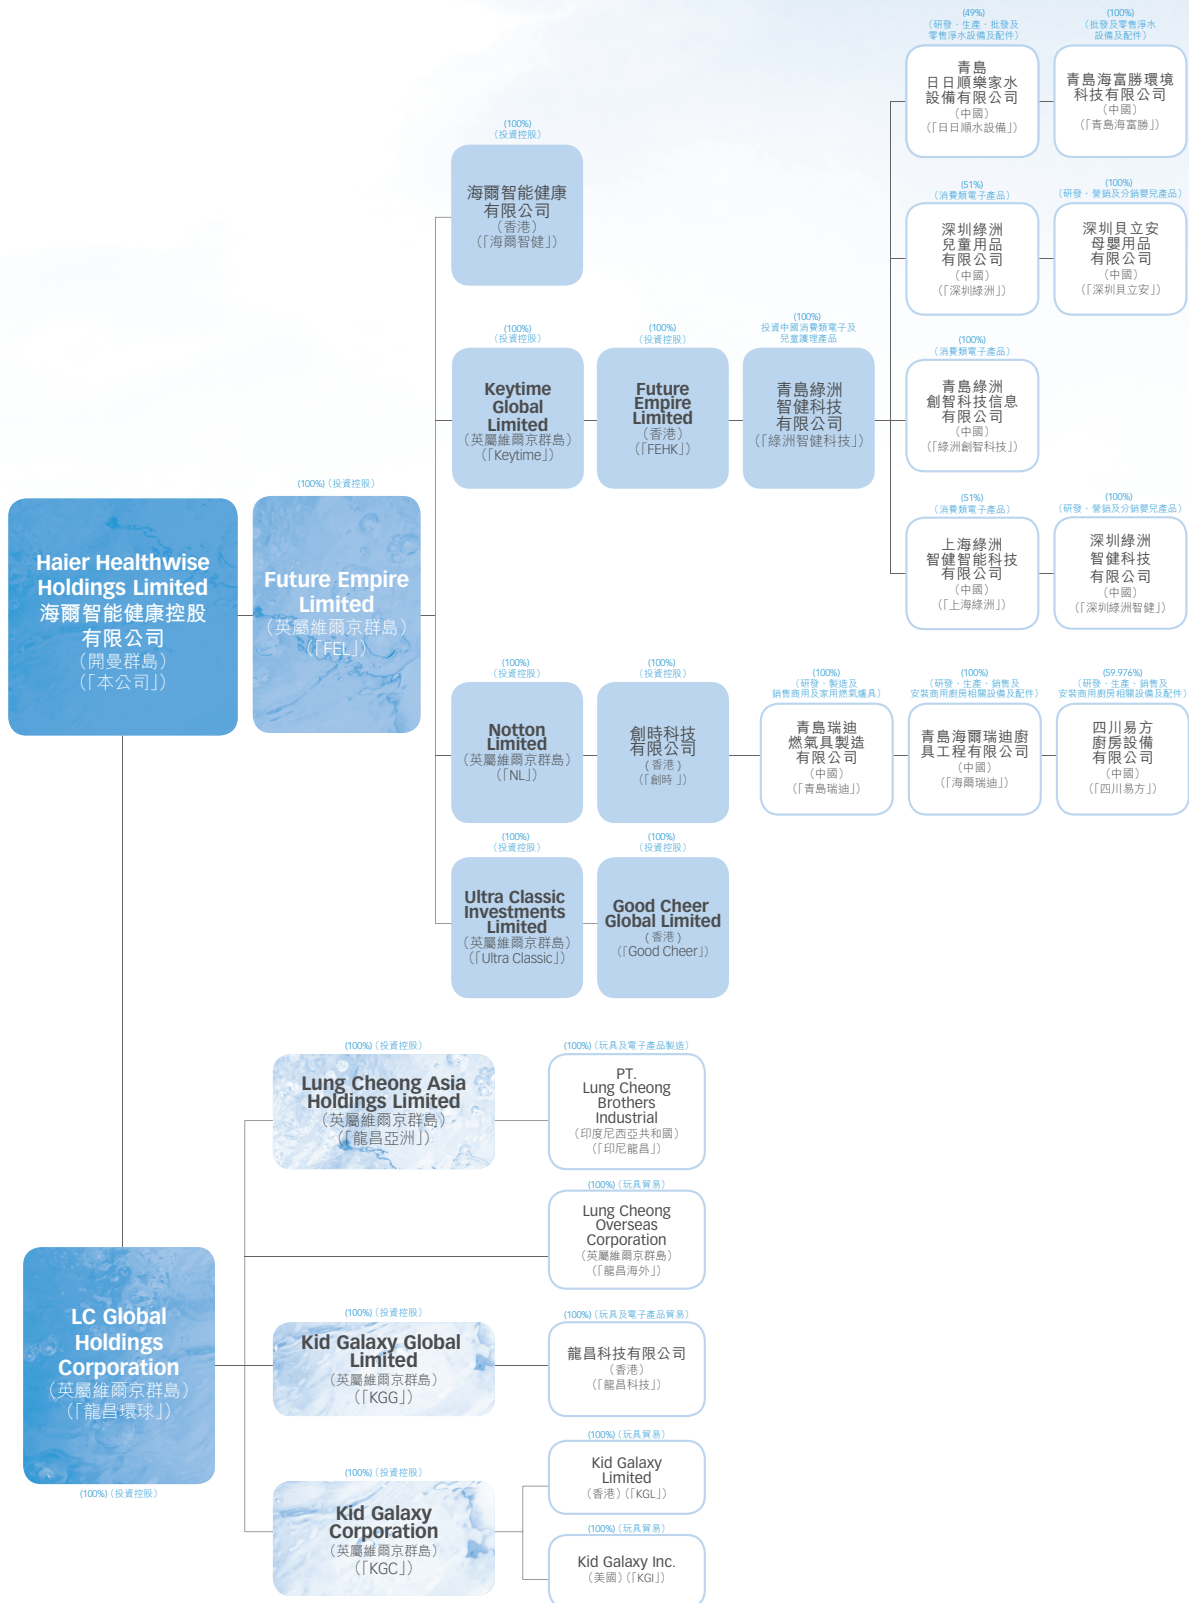 Haier Healthwise
Holdings Limited
海爾智能健康控股
有限公司
（開曼群島）
（「本公司」）
(100%)（投資控股）
Future Empire
Limited
（英屬維爾京群島）
（「FEL」）
(100%)
（投資控股）
海爾智能健康
有限公司
（香港）
（「海爾智健」）
(100%)
（投資控股）
Keytime
Global
Limited
（英屬維爾京群島）
（「Keytime」）
(100%)
（投資控股）
Future
Empire
Limited
（香港）
（「FEHK」）
(100%)
投資中國消費類電子及
兒童護理產品
青島綠洲
智健科技
有限公司
（「綠洲智健科技」）
(49%)
（研發、生產、批發及
零售淨水設備及配件）
青島
日日順樂家水
設備有限公司
（中國）
（「日日順水設備」）
(100%)
（批發及零售淨水
設備及配件）
青島海富勝環境
科技有限公司
（中國）
（「青島海富勝」）
(51%)
（消費類電子產品）
深圳綠洲
兒童用品
有限公司
（中國）
（「深圳綠洲」）
(100%)
（研發、營銷及分銷嬰兒產品）
深圳貝立安
母嬰用品
有限公司
（中國）
（「深圳貝立安」）
(100%)
（消費類電子產品）
青島綠洲
創智科技信息
有限公司
（中國）
（「綠洲創智科技」）
(51%)
（消費類電子產品）
上海綠洲
智健智能科技
有限公司
（中國）
（「上海綠洲」）
(100%)
（研發、營銷及分銷嬰兒產品）
深圳綠洲
智健科技
有限公司
（中國）
（「深圳綠洲智健」）
(100%)
（投資控股）
Notton
Limited
（英屬維爾京群島）
（「NL」）
(100%)
（投資控股）
創時科技
有限公司
（香港）
（「創時」）
(100%)
（研發、製造及
銷售商用及家用燃氣爐具）
青島瑞迪
燃氣具製造
有限公司
（中國）
（「青島瑞迪」）
(100%)
（研發、生產、銷售及
安裝商用廚房相關設備及配件）
青島海爾瑞迪廚
具工程有限公司
（中國）
（「海爾瑞迪」）
(59.976%)
（研發、生產、銷售及
安裝商用廚房相關設備及配件）
四川易方
廚房設備
有限公司
（中國）
（「四川易方」）
(100%)
（投資控股）
Ultra Classic
Investments
Limited
（英屬維爾京群島）
（「Ultra Classic」）
(100%)
（投資控股）
Good Cheer
Global Limited
（香港）
（「Good Cheer」）
LC Global
Holdings
Corporation
（英屬維爾京群島）
（「龍昌環球」）
(100%)（投資控股）
(100%)（投資控股）
Lung Cheong Asia
Holdings Limited
（英屬維爾京群島）
（「龍昌亞洲」）
(100%)（玩具及電子產品製造）
PT.
Lung Cheong
Brothers
Industrial
（印度尼西亞共和國）
（「印尼龍昌」）
(100%)（玩具貿易）
Lung Cheong
Overseas
Corporation
（英屬維爾京群島）
（「龍昌海外」）
(100%)（投資控股）
Kid Galaxy Global
Limited
（英屬維爾京群島）
（「KGG」）
(100%)（玩具及電子產品貿易）
龍昌科技有限公司
（香港）
（「龍昌科技」）
(100%)（投資控股）
Kid Galaxy
Corporation
（英屬維爾京群島）
（「KGC」）
(100%)（玩具貿易）
Kid Galaxy
Limited
（香港）（「KGL」）
(100%)（玩具貿易）
Kid Galaxy Inc.
（美國）（「KGI」）